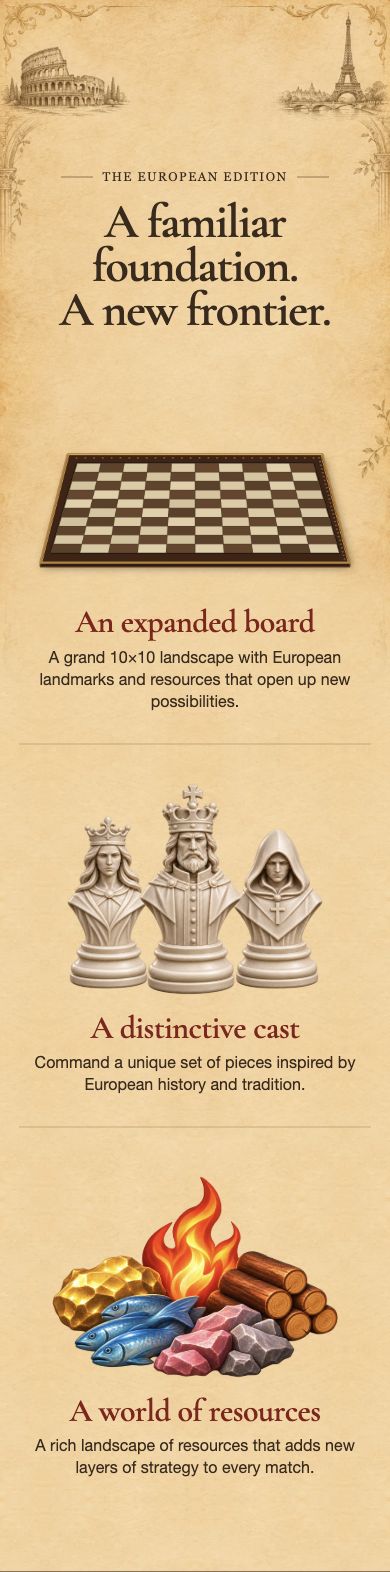 THE EUROPEAN EDITION
A familiar
foundation.
A new frontier.
An expanded board
A grand 10×10 landscape with European
landmarks and resources that open up new
possibilities.
A distinctive cast
Command a unique set of pieces inspired by
European history and tradition.
A world of resources
A rich landscape of resources that adds new
layers of strategy to every match.